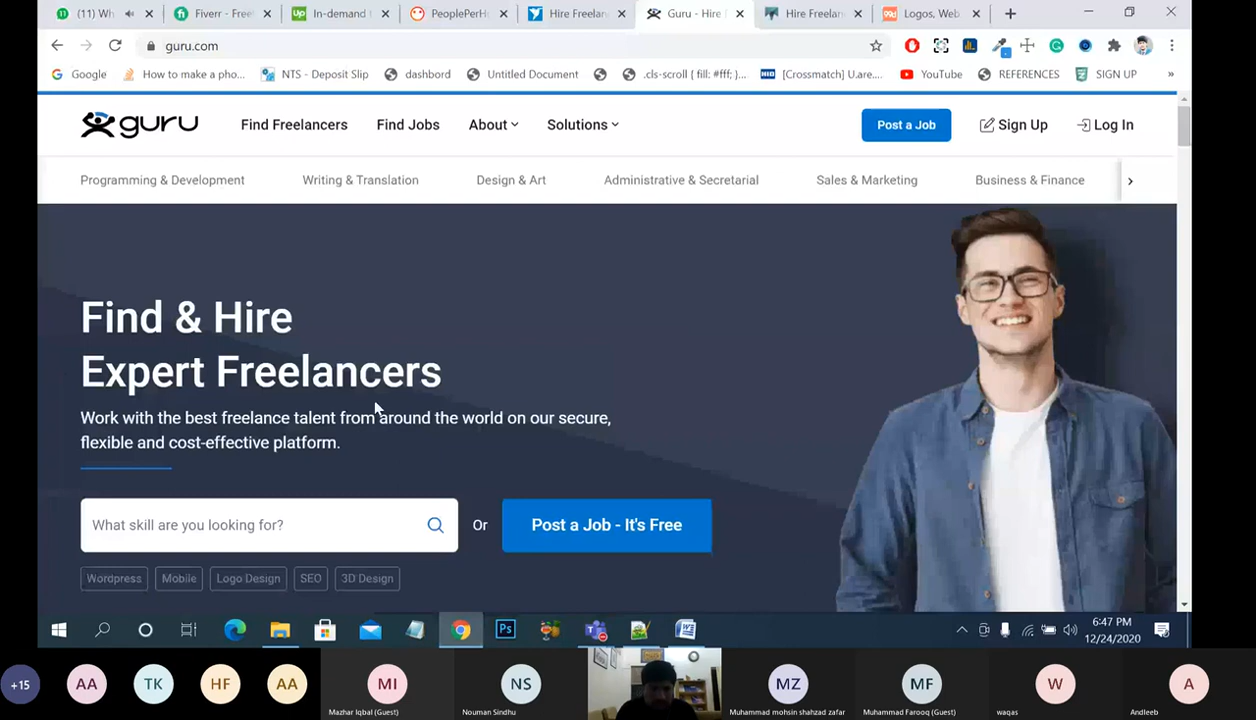 (11) Wh
Fiverr - Free
In-demand
PeoplePerH
Hire Freelan
Guru - Hire
Hire Freelan
99d
Logos, Web
guru.com
Google
How to make a pho...
NTS - Deposit Slip
dashbord
Untitled Document
.cls-scroll { fill: #fff; }...
HID
[Crossmatch] U.are....
YouTube
REFERENCES
SIGN UP
»
guru
Find Freelancers
Find Jobs
About
Solutions
Post a Job
Sign Up
Log In
Programming & Development
Writing & Translation
Design & Art
Administrative & Secretarial
Sales & Marketing
Business & Finance
Find & Hire
Expert Freelancers
Work with the best freelance talent from around the world on our secure,
flexible and cost-effective platform.
What skill are you looking for?
Or
Post a Job - It's Free
Wordpress
Mobile
Logo Design
SEO
3D Design
Ps
6:47 PM
12/24/2020
+15
AA
TK
HF
AA
MI
Mazhar Iqbal (Guest)
NS
Nouman Sindhu
MZ
Muhammad mohsin shahzad zafar
MF
Muhammad Farooq (Guest)
W
waqas
A
Andleeb